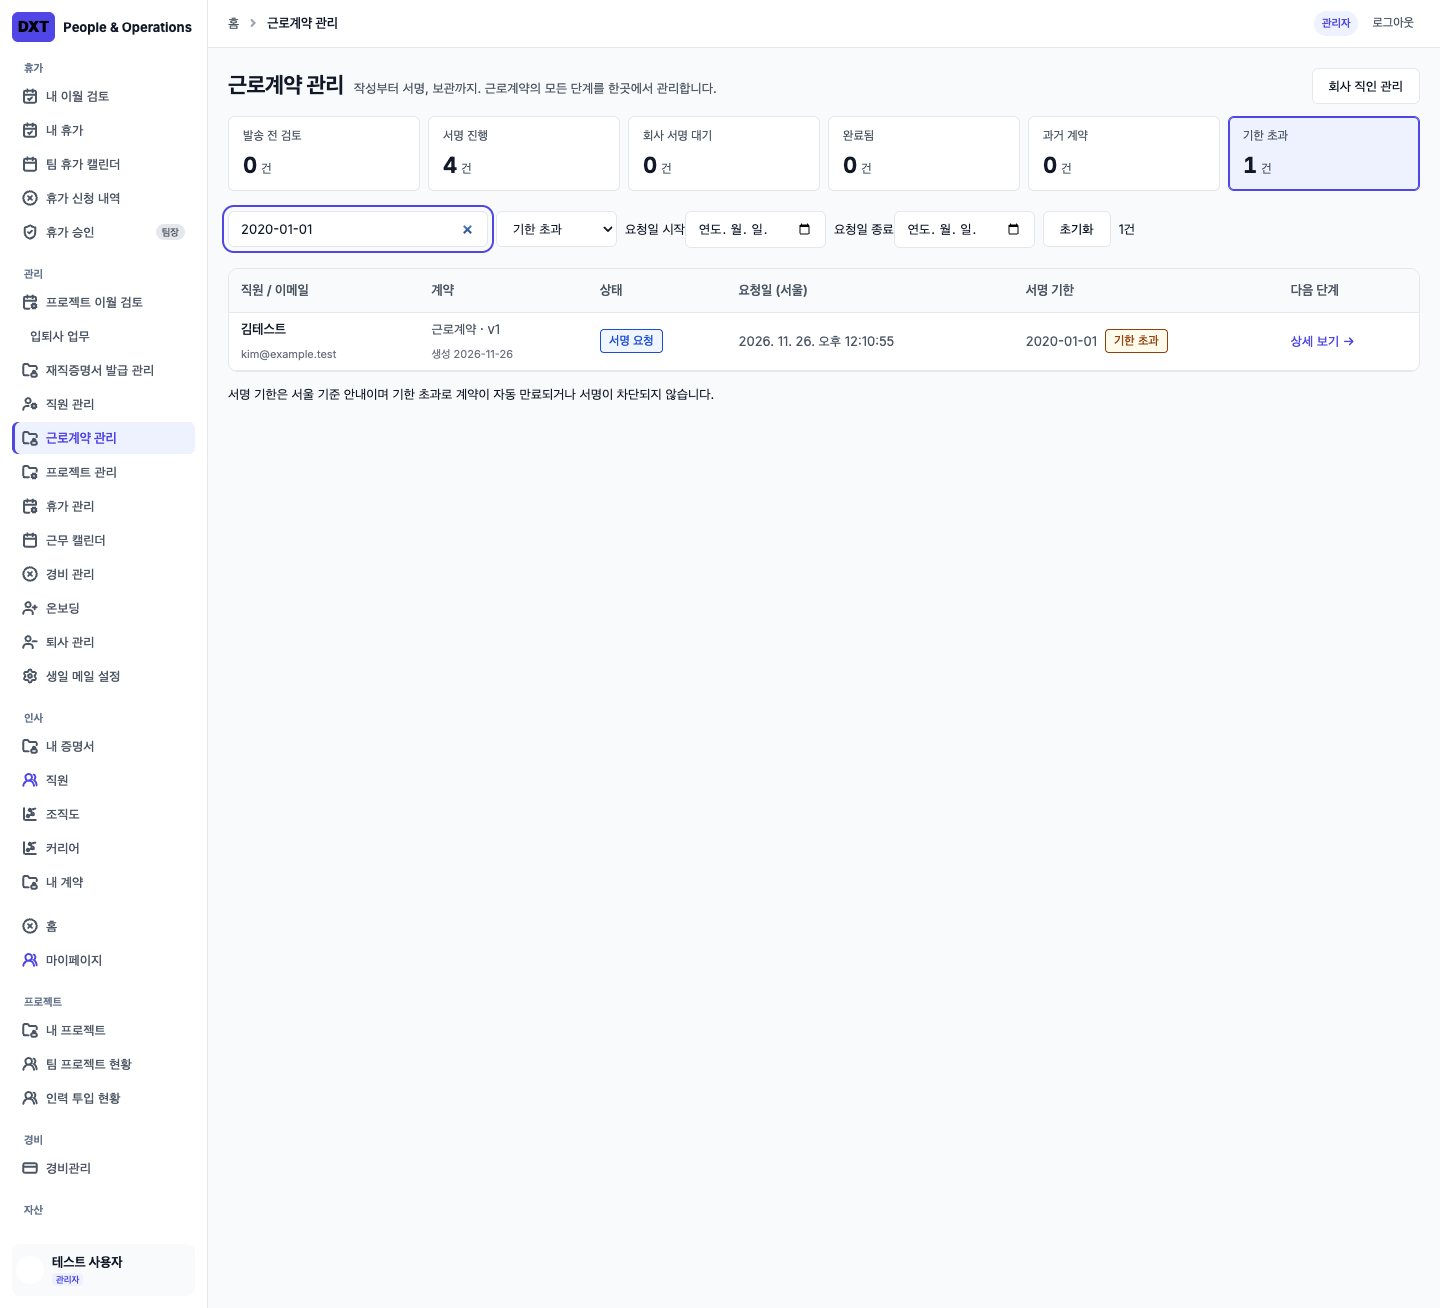 DXT People & Operations
휴가
내 이월 검토
내 휴가
팀 휴가 캘린더
휴가 신청 내역
휴가 승인 팀장
관리
프로젝트 이월 검토
입퇴사 업무
재직증명서 발급 관리
직원 관리
근로계약 관리
프로젝트 관리
휴가 관리
근무 캘린더
경비 관리
온보딩
퇴사 관리
생일 메일 설정
인사
내 증명서
직원
조직도
커리어
내 계약
홈
마이페이지
프로젝트
내 프로젝트
팀 프로젝트 현황
인력 투입 현황
경비
경비관리
자산
테스트 사용자
관리자
홈 > 근로계약 관리
관리자 로그아웃
근로계약 관리 작성부터 서명, 보관까지. 근로계약의 모든 단계를 한곳에서 관리합니다.
회사 직인 관리
발송 전 검토
0 건
서명 진행
4 건
회사 서명 대기
0 건
완료됨
0 건
과거 계약
0 건
기한 초과
1 건
2020-01-01 기한 초과 요청일 시작 연도. 월. 일. 요청일 종료 연도. 월. 일. 초기화 1건
직원 / 이메일 계약 상태 요청일 (서울) 서명 기한 다음 단계
김테스트 근로계약 · v1 서명 요청 2026. 11. 26. 오후 12:10:55 2020-01-01 기한 초과 상세 보기 →
kim@example.test 생성 2026-11-26
서명 기한은 서울 기준 안내이며 기한 초과로 계약이 자동 만료되거나 서명이 차단되지 않습니다.